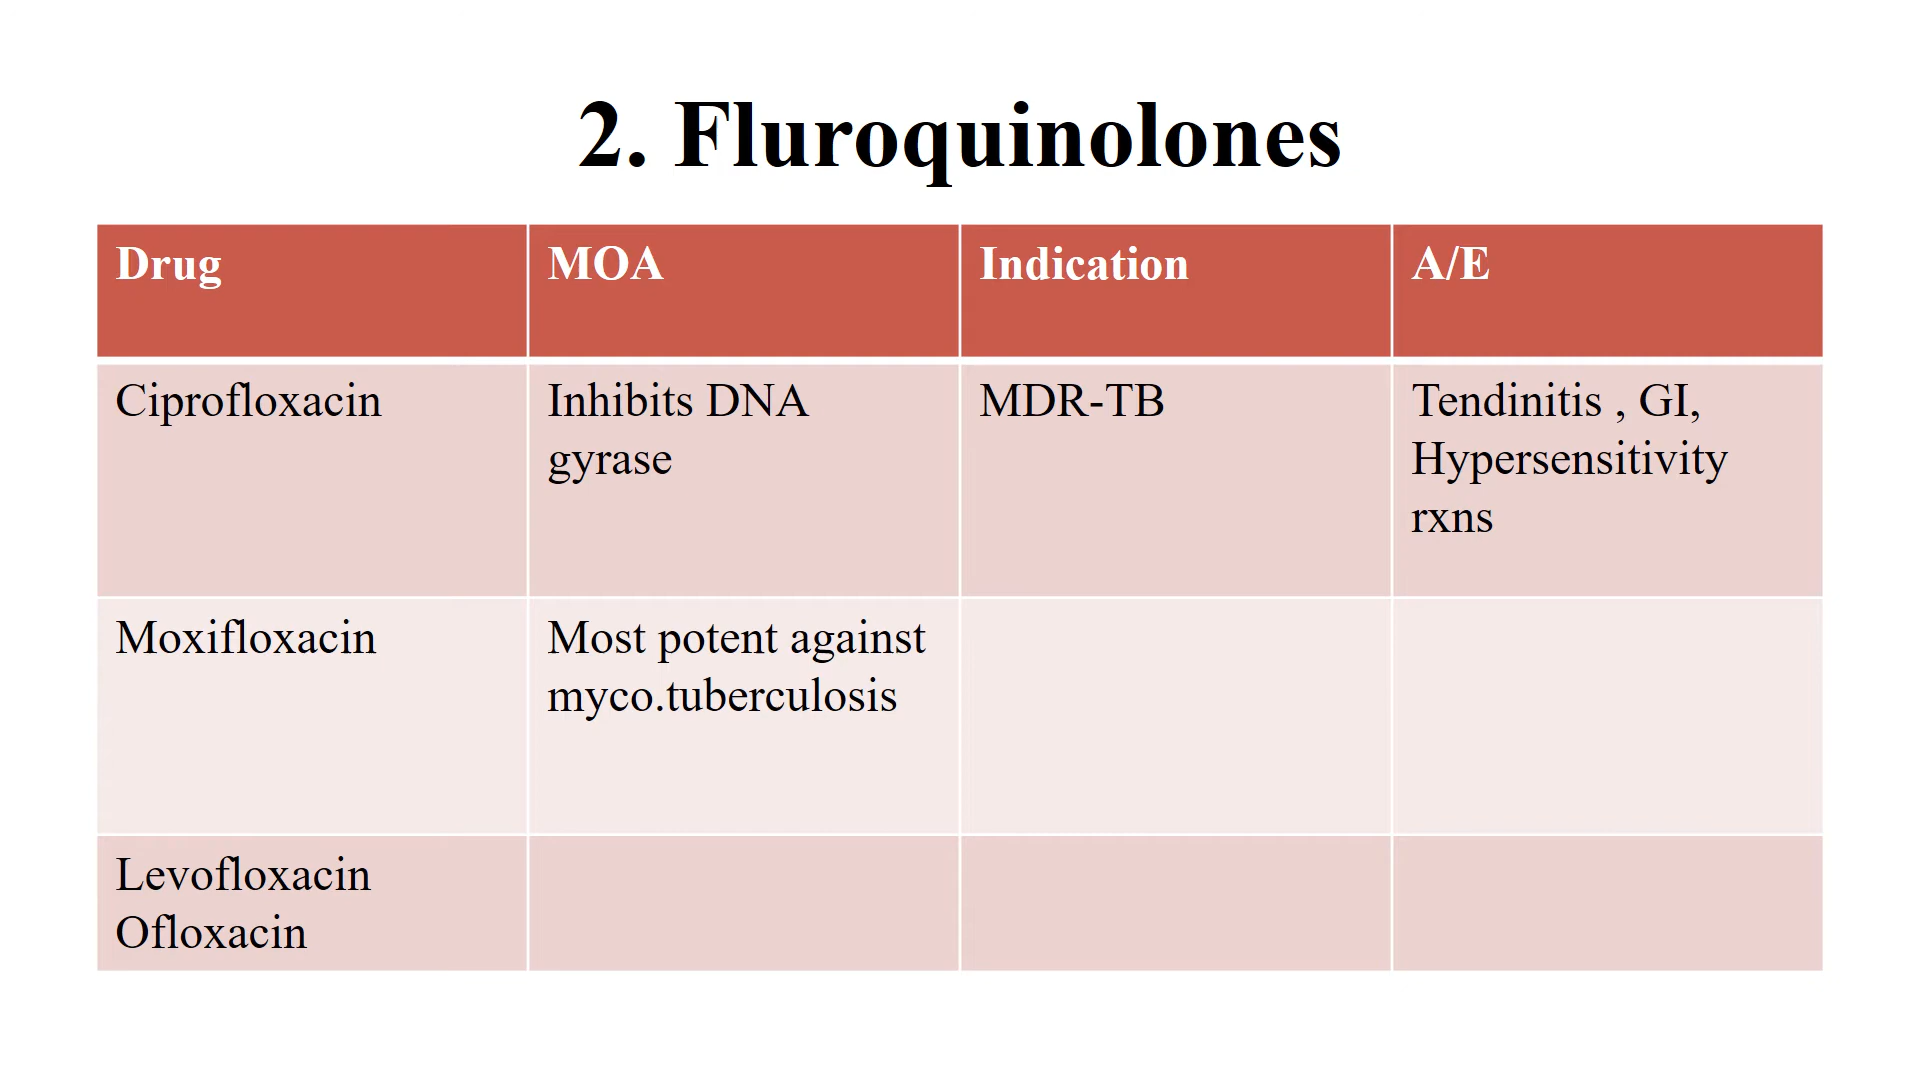 2. Fluroquinolones
Drug
MOA
Indication
A/E
Ciprofloxacin
Inhibits DNA
gyrase
MDR-TB
Tendinitis , GI,
Hypersensitivity
rxns
Moxifloxacin
Most potent against
myco.tuberculosis
Levofloxacin
Ofloxacin